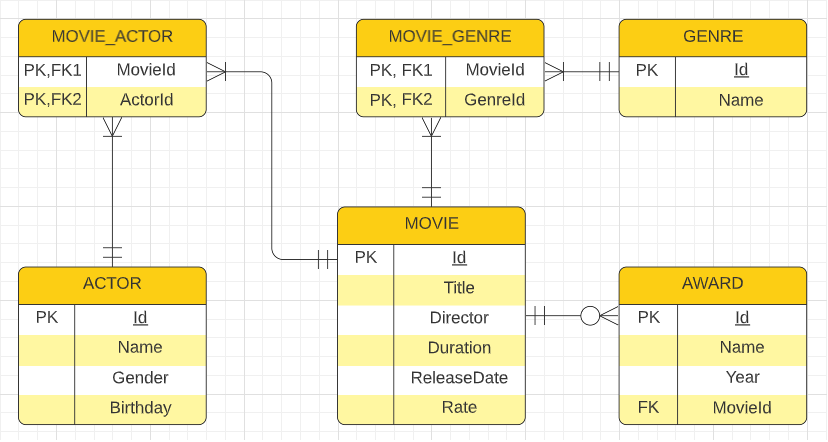 MOVIE_ACTOR
PK,FK1 MovieId
PK,FK2 ActorId
MOVIE_GENRE
PK, FK1 MovieId
PK, FK2 GenreId
GENRE
PK Id
Name
ACTOR
PK Id
Name
Gender
Birthday
MOVIE
PK Id
Title
Director
Duration
ReleaseDate
Rate
AWARD
PK Id
Name
Year
FK MovieId